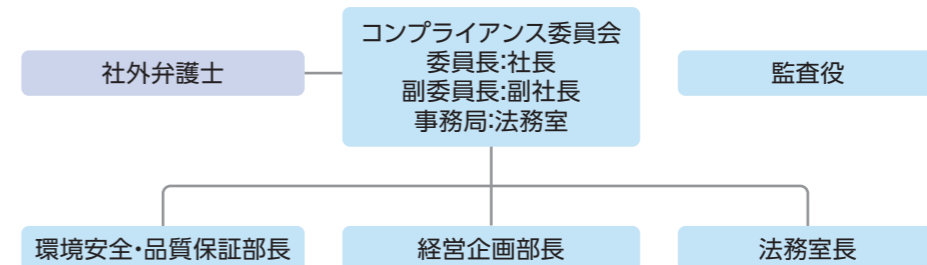 社外弁護士
コンプライアンス委員会
委員長:社長
副委員長:副社長
事務局:法務室
監査役
環境安全・品質保証部長
経営企画部長
法務室長